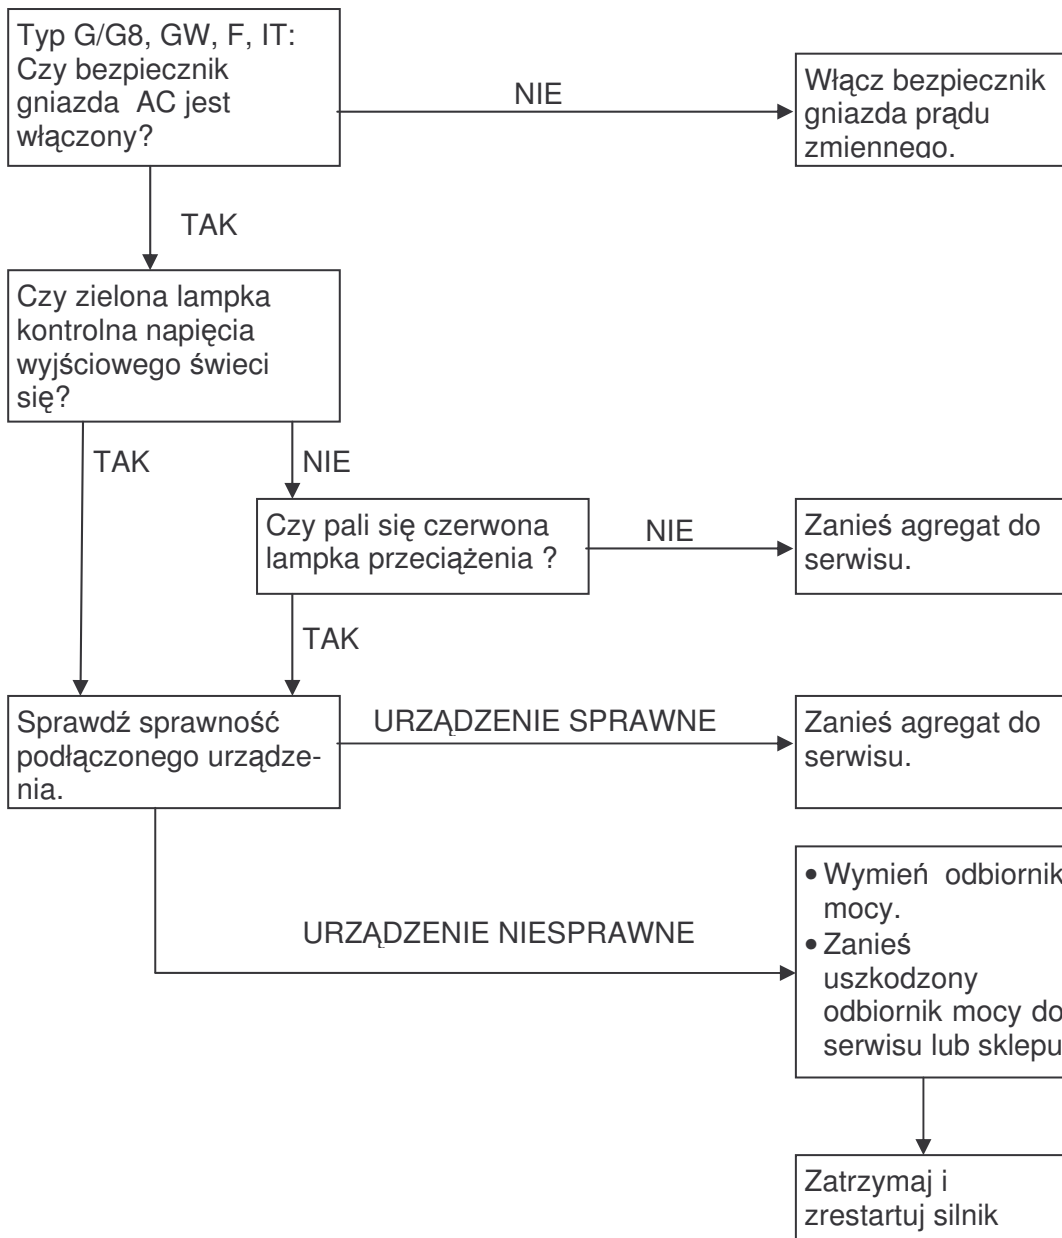 Typ G/G8, GW, F, IT:
Czy bezpiecznik
gniazda AC jest
włączony?
NIE
Włącz bezpiecznik
gniazda prądu
zmiennego.
TAK
Czy zielona lampka
kontrolna napięcia
wyjściowego świeci
się?
TAK
NIE
Czy pali się czerwona
lampka przeciążenia ?
NIE
Zanieś agregat do
serwisu.
TAK
Sprawdź sprawność
podłączonego urządze-
nia.
URZĄDZENIE SPRAWNE
Zanieś agregat do
serwisu.
URZĄDZENIE NIESPRAWNE
• Wymień odbiornik
mocy.
• Zanieś
uszkodzony
odbiornik mocy do
serwisu lub sklepu
Zatrzymaj i
zrestartuj silnik